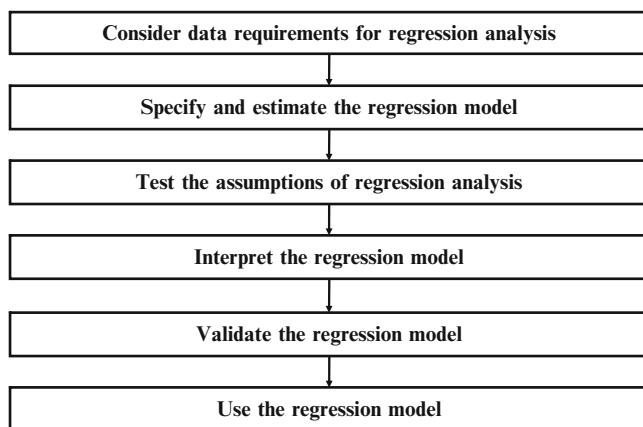 Consider data requirements for regression analysis
Specify and estimate the regression model
Test the assumptions of regression analysis
Interpret the regression model
Validate the regression model
Use the regression model